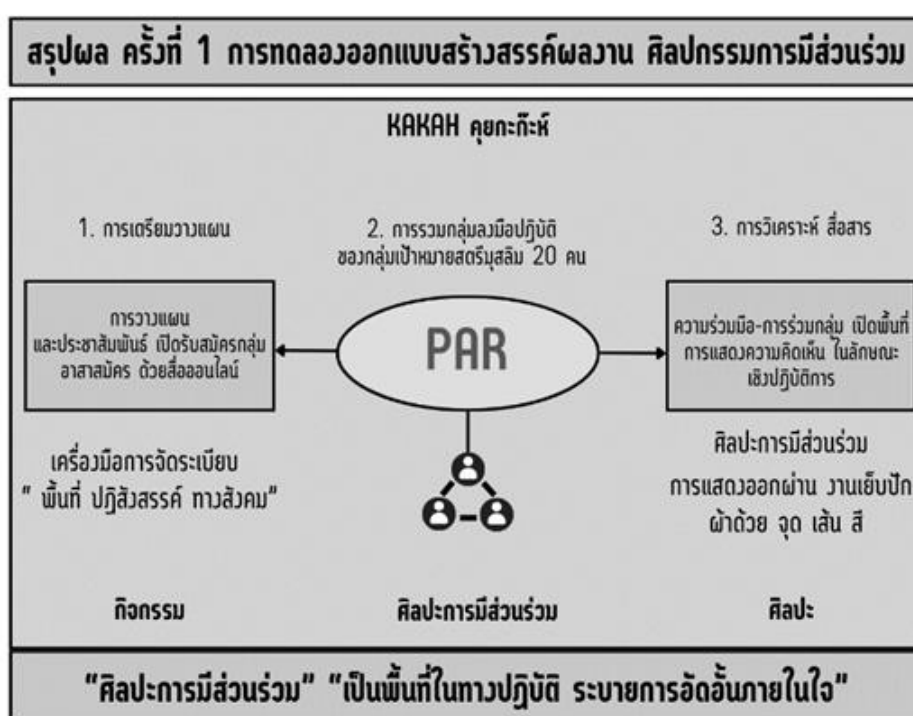 สรุปผล ครั้งที่ 1 การทดลองออกแบบสร้างสรรค์ผลงาน ศิลปกรรมการมีส่วนร่วม
KAKAH คุยกะก๊ะห์
1. การเตรียมวางแผน
การวางแผน
และประชาสัมพันธ์ เปิดรับสมัครกลุ่ม
อาสาสมัคร ด้วยสื่อออนไลน์
เครื่องมือการจัดระเบียบ
" พื้นที่ ปฏิสังสรรค์ ทางสังคม"
กิจกรรม
2. การรวมกลุ่มลงมือปฏิบัติ
ของกลุ่มเป้าหมายสตรีมุสลิม 20 คน
PAR
ศิลปะการมีส่วนร่วม
3. การวิเคราะห์ สื่อสาร
ความร่วมมือ-การร่วมกลุ่ม เปิดพื้นที่
การแสดงความคิดเห็น ในลักษณะ
เชิงปฏิบัติการ
ศิลปะการมีส่วนร่วม
การแสดงออกผ่าน งานเย็บปัก
ผ้าด้วย จุด เส้น สี
ศิลปะ
"ศิลปะการมีส่วนร่วม" "เป็นพื้นที่ในทางปฏิบัติ ระบายการอัดอั้นภายในใจ"